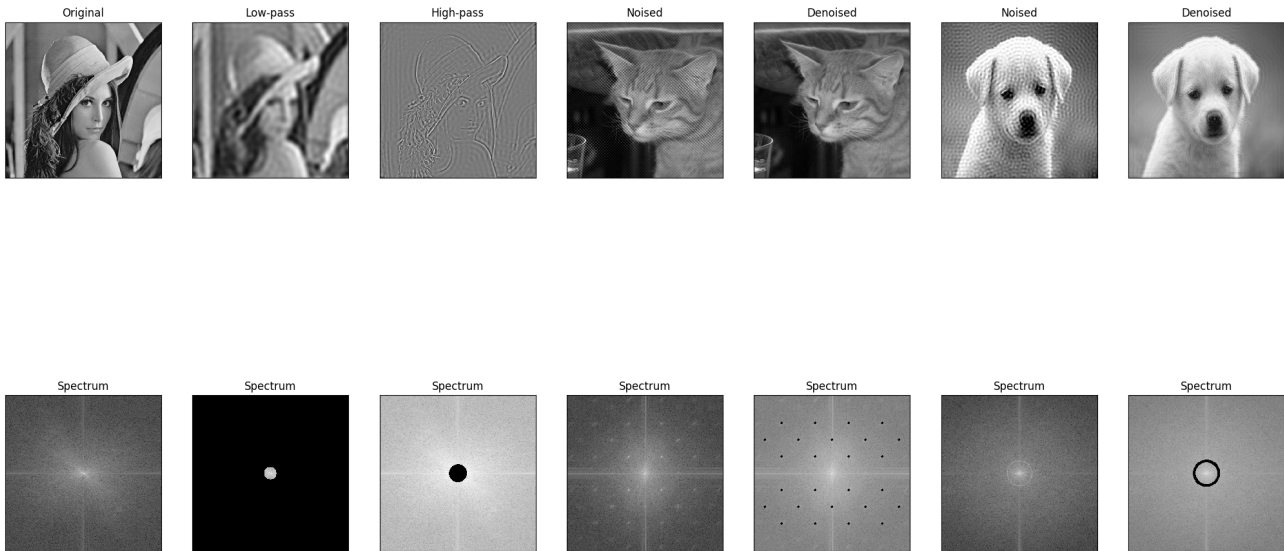 Original
Low-pass
High-pass
Noised
Denoised
Noised
Denoised
Spectrum
Spectrum
Spectrum
Spectrum
Spectrum
Spectrum
Spectrum